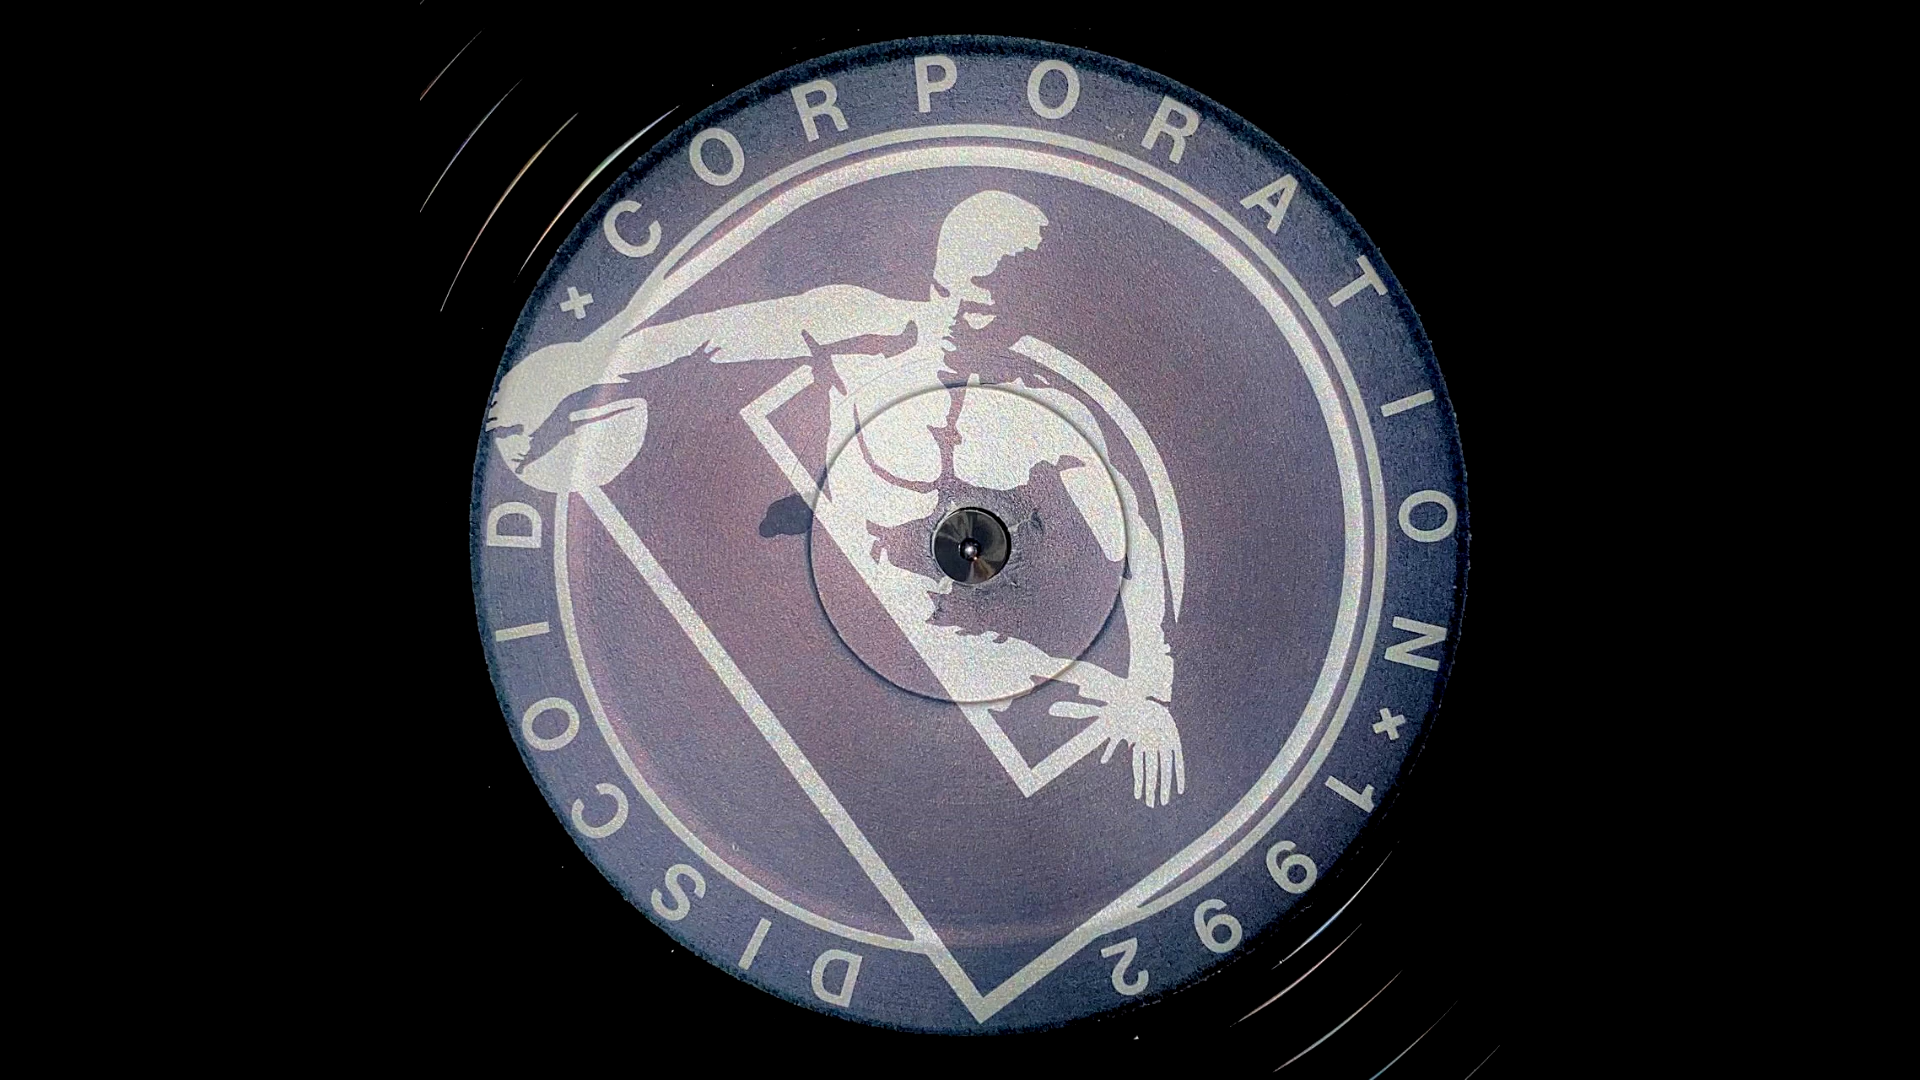 DISCOID × CORPORATION × 1992